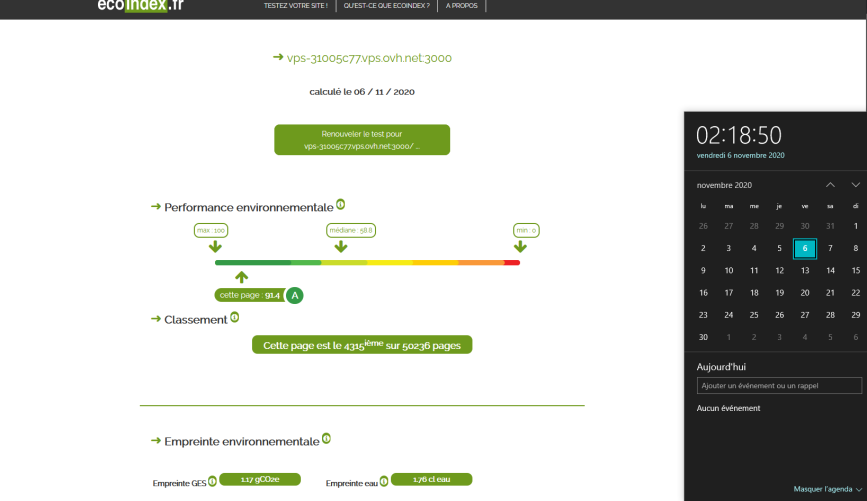 ecoindex.fr
TESTEZ VOTRE SITE ! | QU'EST-CE QUE ECOINDEX ? | A PROPOS |
→ vps-31005c77.vps.ovh.net:3000
calculé le 06 / 11 / 2020
Renouveler le test pour
vps-31005c77.vps.ovh.net:3000/ ...
→ Performance environnementale
max : 100
médiane : 58.8
min : 0
cette page : 91.4 A
→ Classement
Cette page est le 4315ième sur 50236 pages
→ Empreinte environnementale
Empreinte GES 1.17 gCO2e
Empreinte eau 1.76 cl eau
02:18:50
vendredi 6 novembre 2020
novembre 2020
lu ma me je ve sa di
26 27 28 29 30 31 1
2 3 4 5 6 7 8
9 10 11 12 13 14 15
16 17 18 19 20 21 22
23 24 25 26 27 28 29
30 1 2 3 4 5 6
Aujourd'hui
Ajouter un événement ou un rappel
Aucun événement
Masquer l'agenda